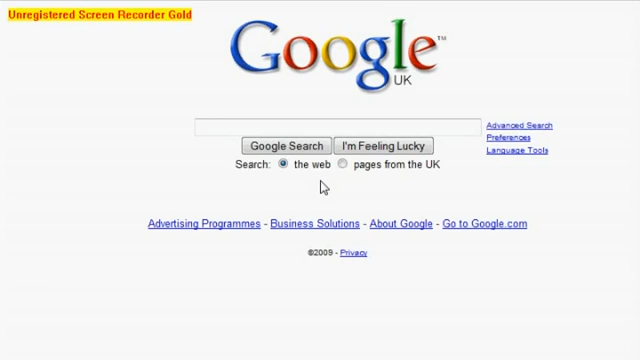 Unregistered Screen Recorder Gold
Google™
UK
Advanced Search
Preferences
Language Tools
Google Search I'm Feeling Lucky
Search: the web pages from the UK
Advertising Programmes - Business Solutions - About Google - Go to Google.com
©2009 - Privacy